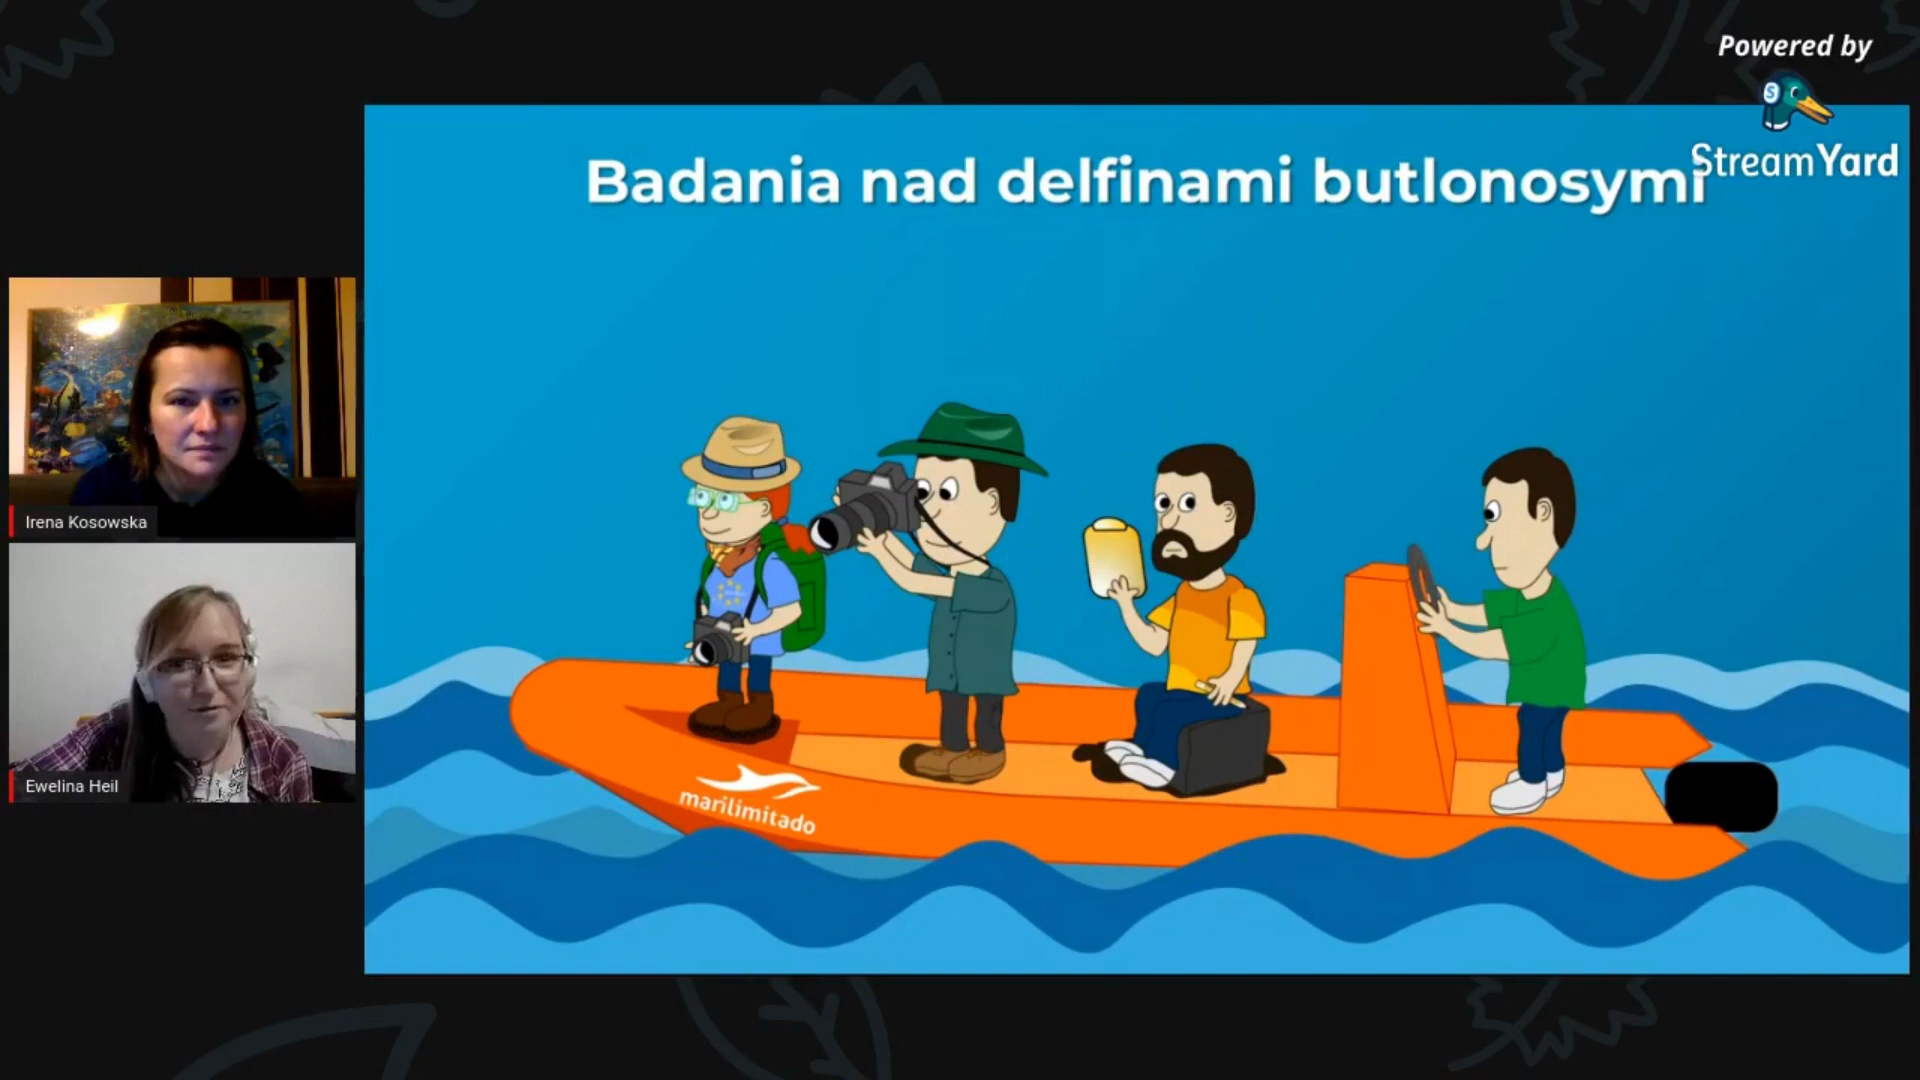 Powered by
StreamYard
Badania nad delfinami butlonosymi
Irena Kosowska
Ewelina Heil
marilimitado